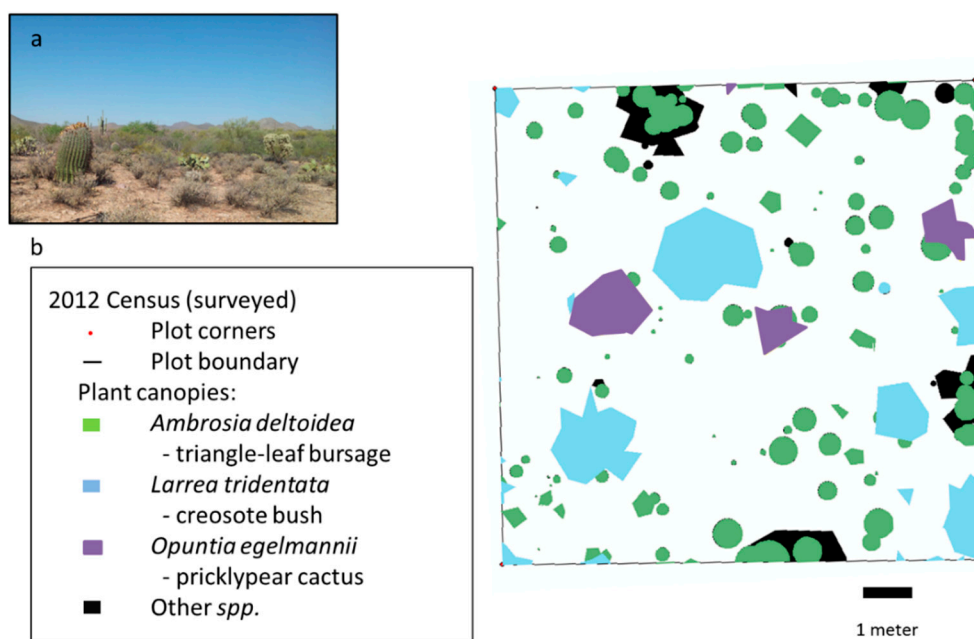 a
b
2012 Census (surveyed)
Plot corners
Plot boundary
Plant canopies:
Ambrosia deltoidea
- triangle-leaf bursage
Larrea tridentata
- creosote bush
Opuntia egelmannii
- pricklypear cactus
Other spp.
1 meter